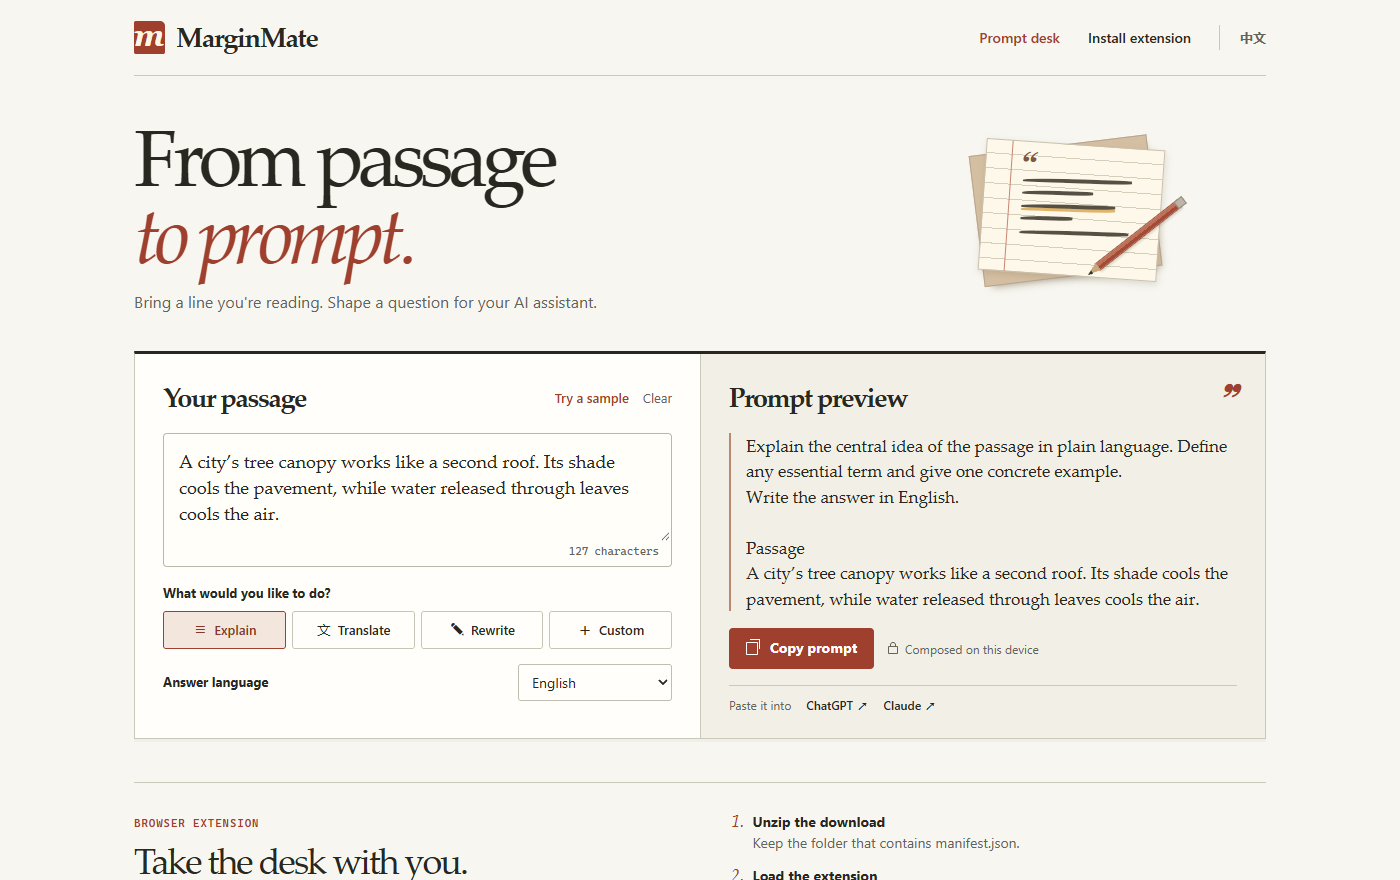 m MarginMate
Prompt desk
Install extension
中文
From passage
to prompt.
Bring a line you're reading. Shape a question for your AI assistant.
“
Your passage
Try a sample
Clear
A city’s tree canopy works like a second roof. Its shade
cools the pavement, while water released through leaves
cools the air.
127 characters
What would you like to do?
Explain
文 Translate
Rewrite
+ Custom
Answer language
English
Prompt preview
”
Explain the central idea of the passage in plain language. Define
any essential term and give one concrete example.
Write the answer in English.
Passage
A city’s tree canopy works like a second roof. Its shade cools the
pavement, while water released through leaves cools the air.
Copy prompt
Composed on this device
Paste it into
ChatGPT ↗
Claude ↗
BROWSER EXTENSION
Take the desk with you.
1. Unzip the download
Keep the folder that contains manifest.json.
2. Load the extension